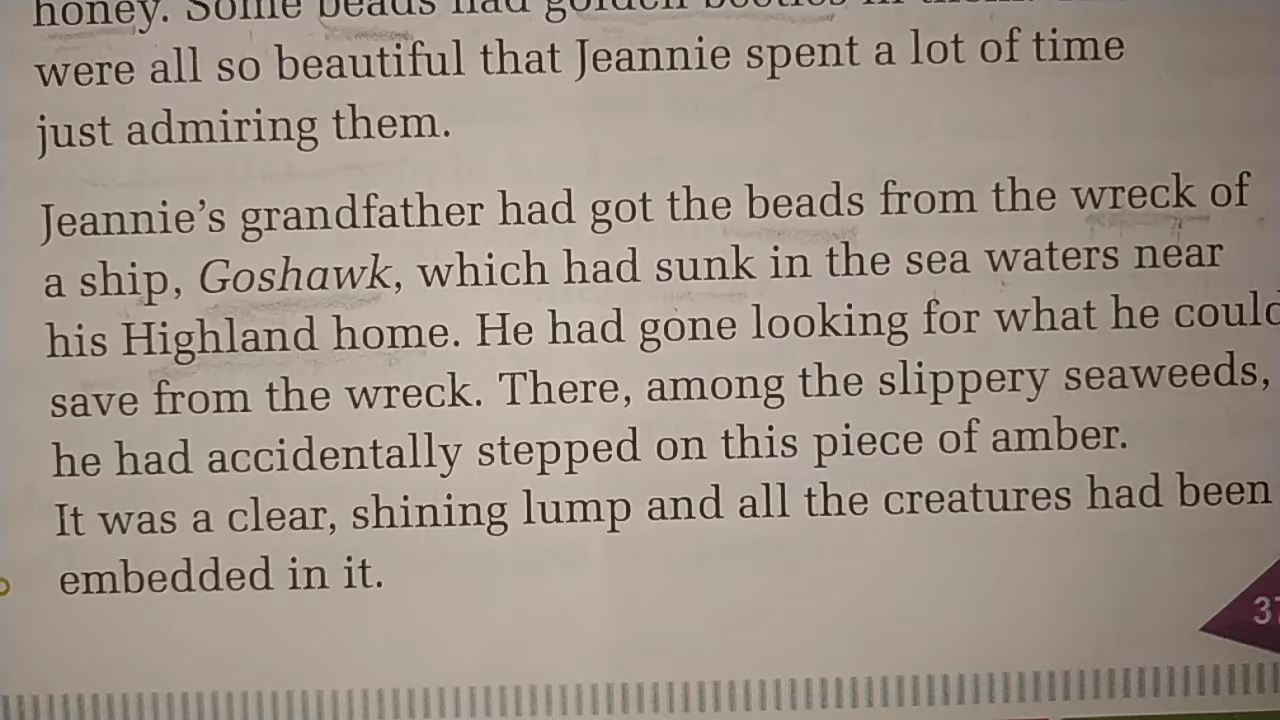 honey. Some beads had golden beetles in them.
were all so beautiful that Jeannie spent a lot of time
just admiring them.
Jeannie's grandfather had got the beads from the wreck of
a ship, Goshawk, which had sunk in the sea waters near
his Highland home. He had gone looking for what he could
save from the wreck. There, among the slippery seaweeds,
he had accidentally stepped on this piece of amber.
It was a clear, shining lump and all the creatures had been
embedded in it.